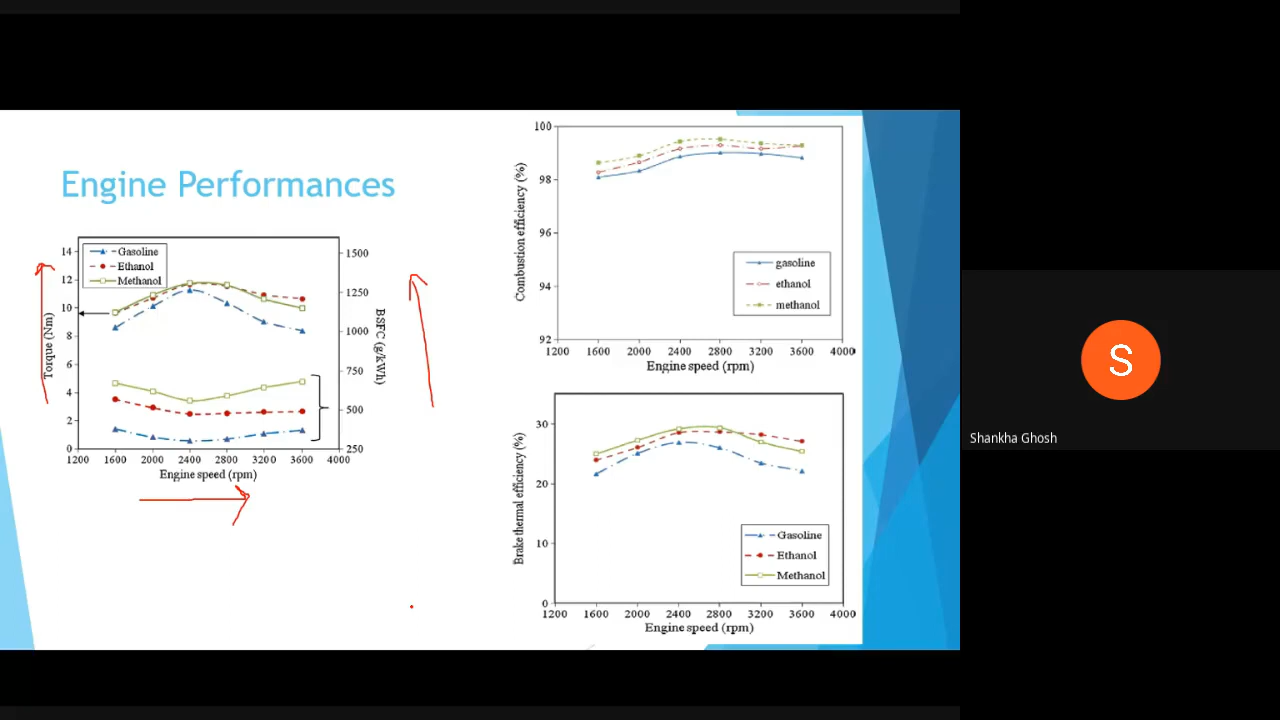 Engine Performances
Gasoline
Ethanol
Methanol
14
12
10
8
6
4
2
0
Torque (Nm)
1500
1250
1000
750
500
250
BSFC (g/kWh)
1200 1600 2000 2400 2800 3200 3600 4000
Engine speed (rpm)
100
98
96
94
92
Combustion efficiency (%)
gasoline
ethanol
methanol
1200 1600 2000 2400 2800 3200 3600 4000
Engine speed (rpm)
30
20
10
0
Brake thermal efficiency (%)
Gasoline
Ethanol
Methanol
1200 1600 2000 2400 2800 3200 3600 4000
Engine speed (rpm)
S
Shankha Ghosh